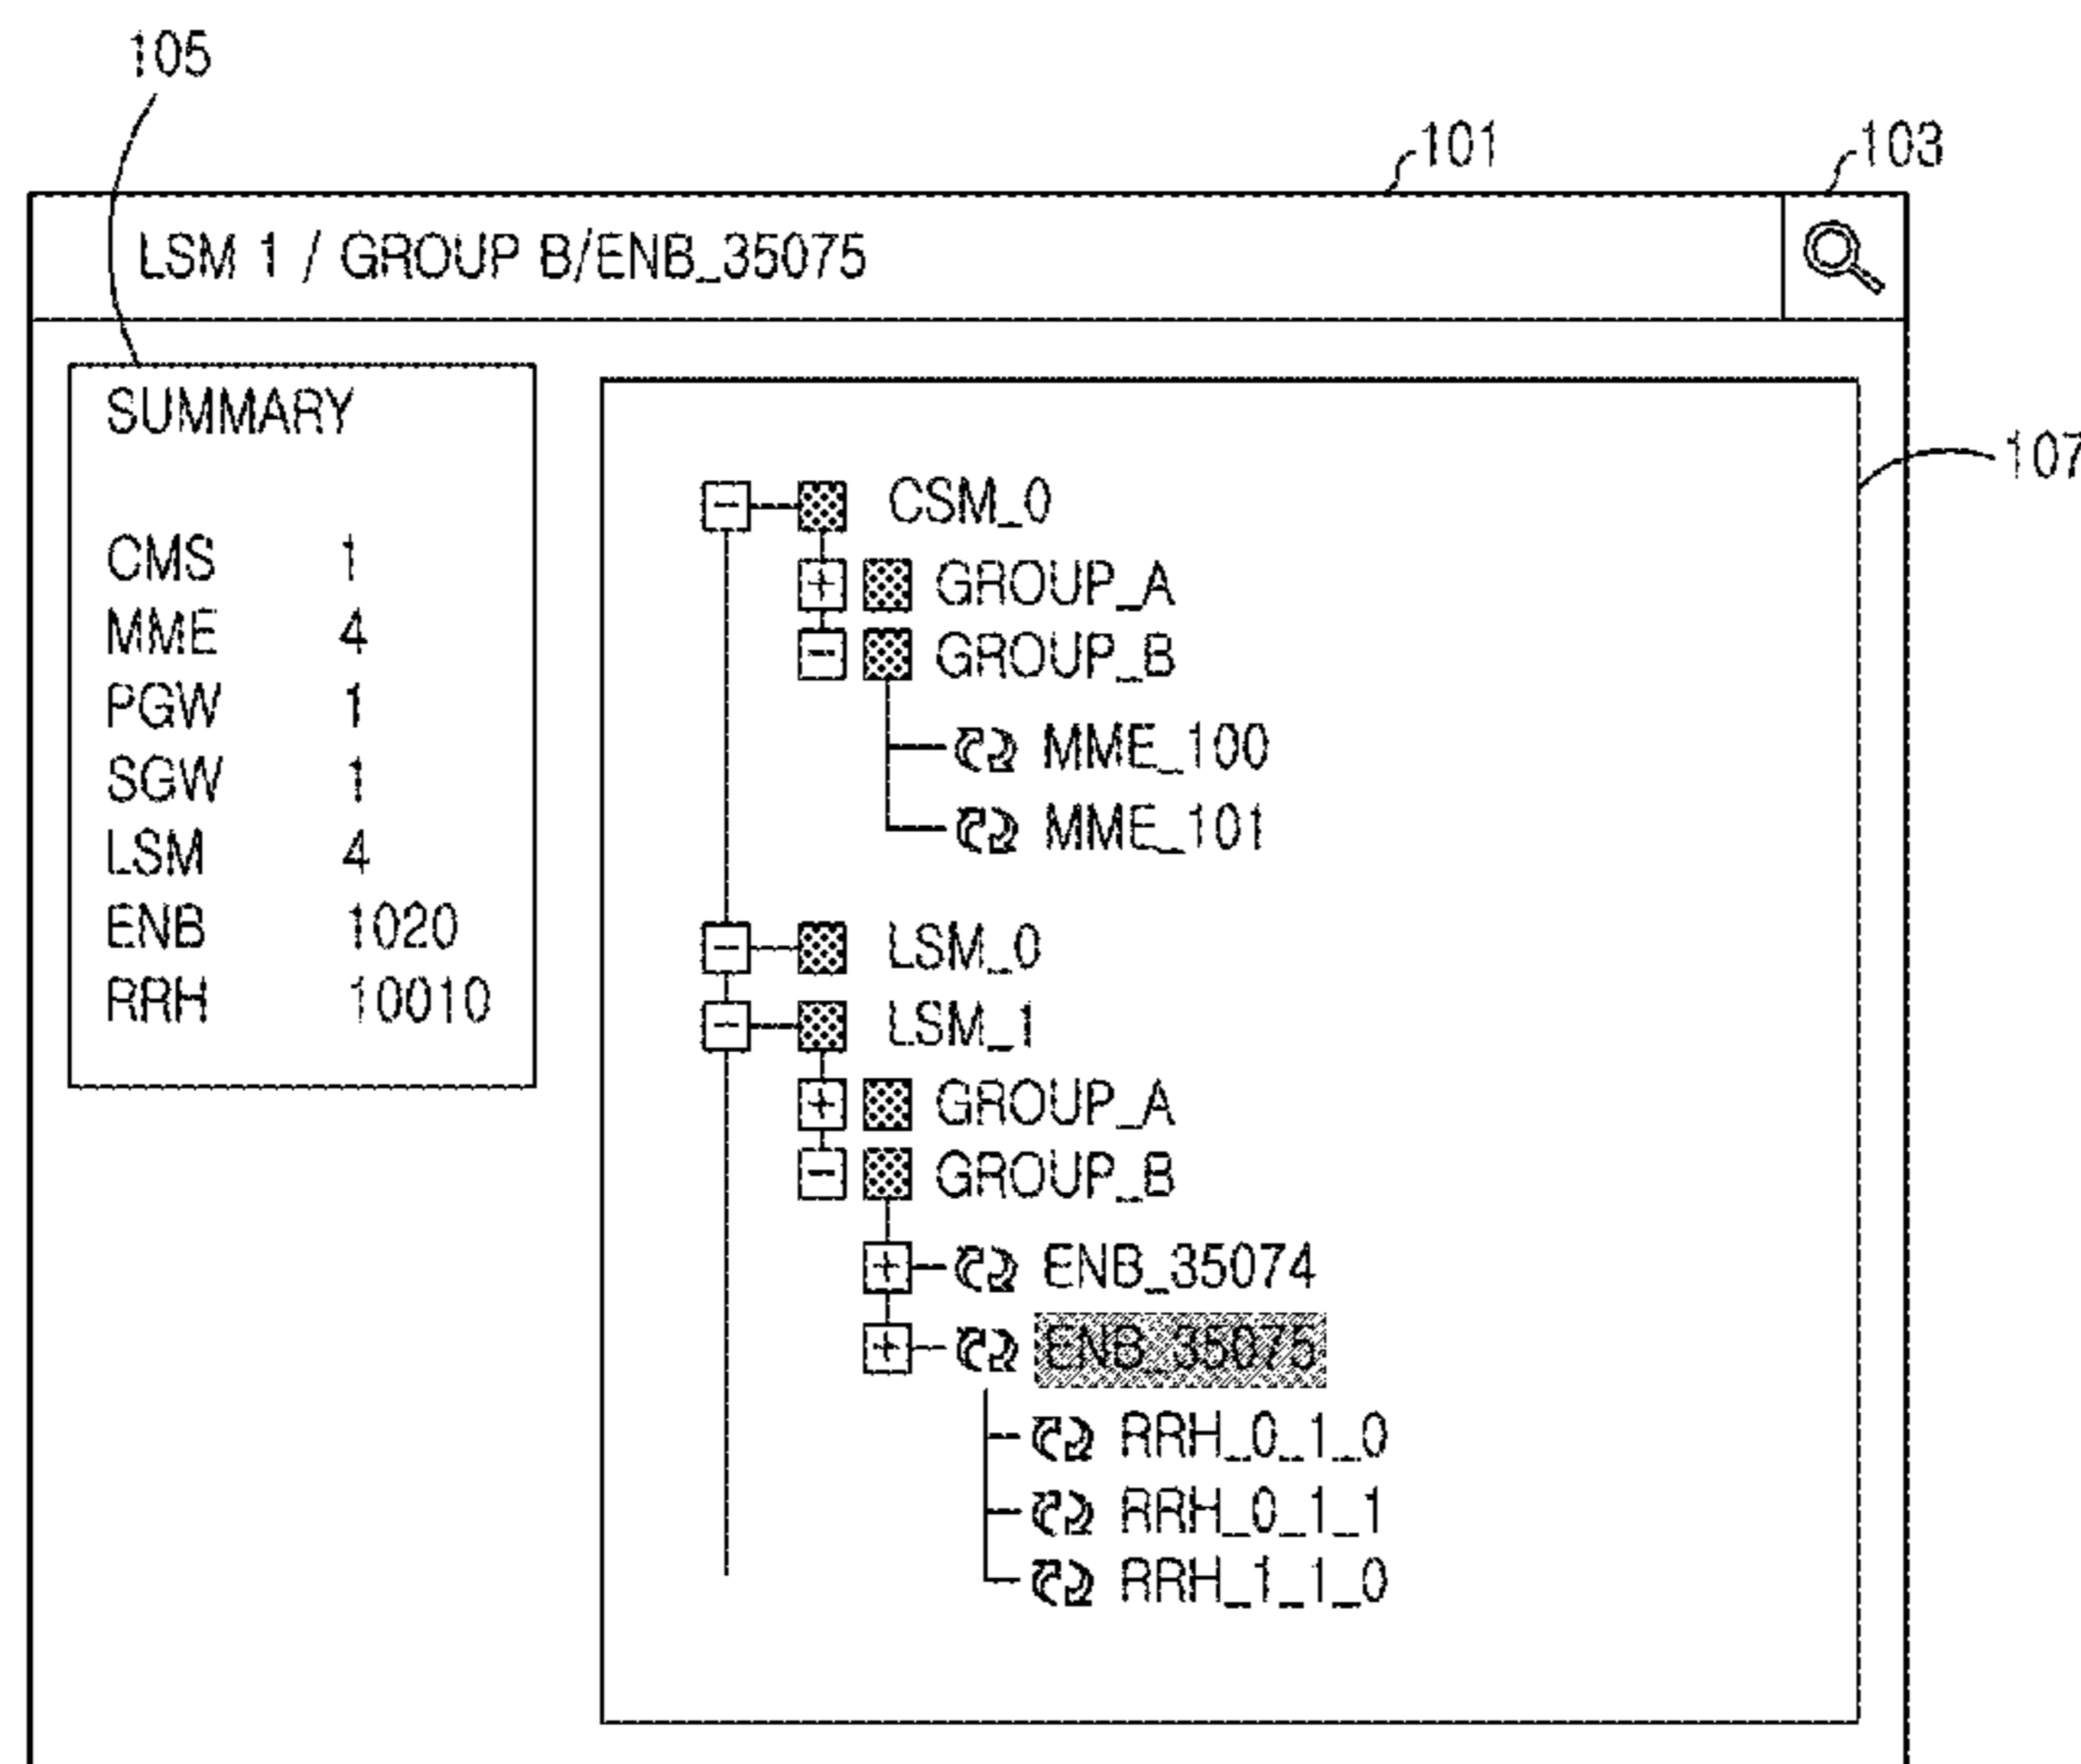 105
101
103
LSM 1 / GROUP B/ENB_35075
SUMMARY
CMS 1
MME 4
PGW 1
SGW 1
LSM 4
ENB 1020
RRH 10010
107
CSM_0
GROUP_A
GROUP_B
MME_100
MME_101
LSM_0
LSM_1
GROUP_A
GROUP_B
ENB_35074
ENB_35075
RRH_0_1_0
RRH_0_1_1
RRH_1_1_0